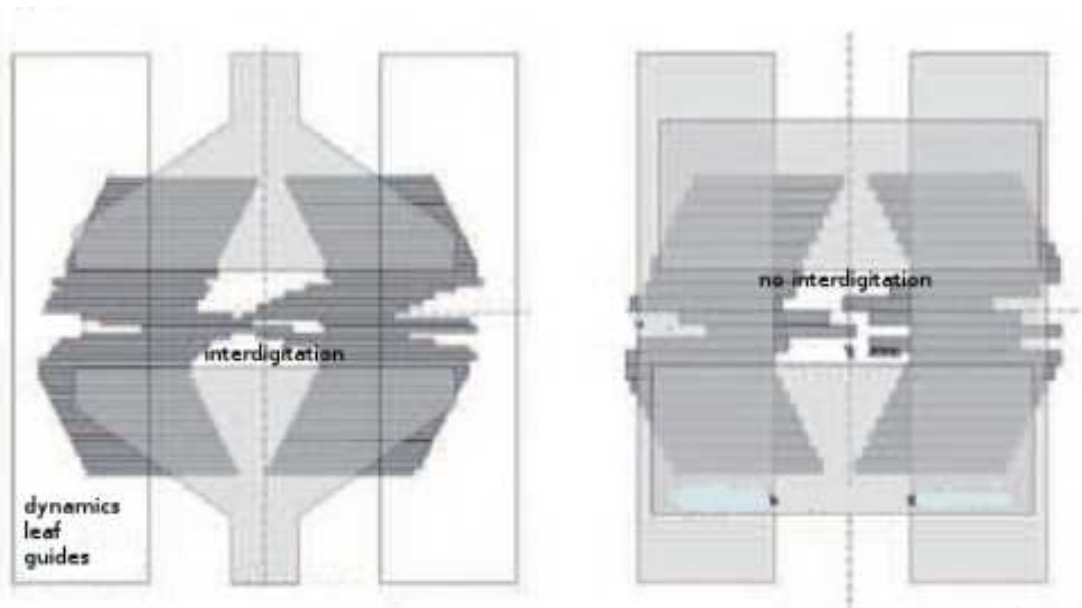 interdigitation
dynamics
leaf
guides
no interdigitation